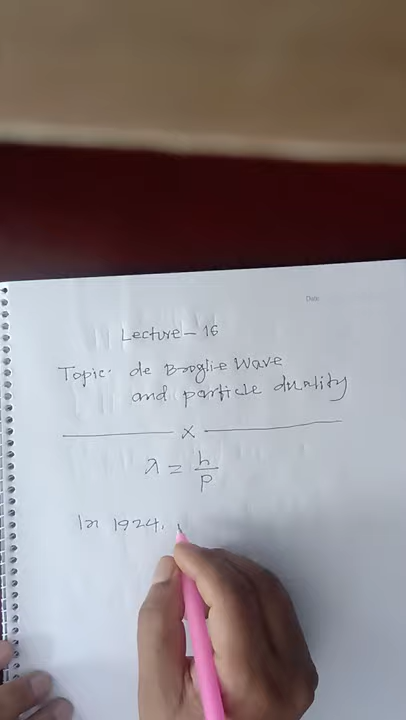 Date
Lecture - 16
Topic: de Broglie Wave
and particle duality
x
λ = h/p
In 1924,